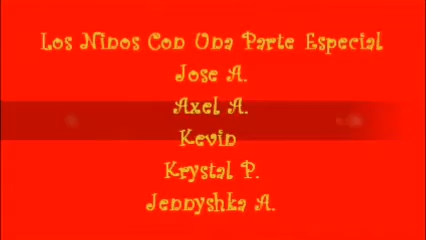 Los Ninos Con Una Parte Especial
Jose A.
Axel A.
Kevin
Krystal P.
Jennyshka A.